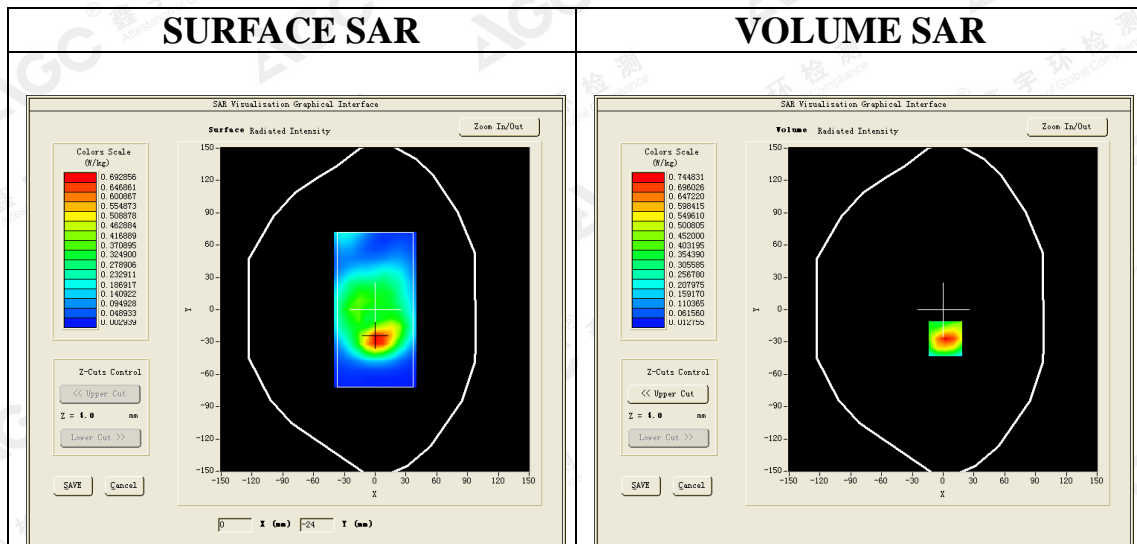 SURFACE SAR
VOLUME SAR
SAR Visualisation Graphical Interface
Surface Radiated Intensity
Zoom In/Out
Colors Scale
(W/kg)
0.692856
0.646861
0.600867
0.554873
0.508878
0.462884
0.416889
0.370895
0.324900
0.278906
0.232911
0.186917
0.140922
0.094928
0.048933
0.002939
150
120
90
60
30
0
-30
-60
-90
-120
-150
Y
-150 -120 -90 -60 -30 0 30 60 90 120 150
X
Z-Cuts Control
<< Upper Cut
Z = 4.0 mm
Lower Cut >>
SAVE Cancel
0 X (mm) -24 Y (mm)
SAR Visualisation Graphical Interface
Volume Radiated Intensity
Zoom In/Out
Colors Scale
(W/kg)
0.744831
0.696026
0.647220
0.598415
0.549610
0.500805
0.452000
0.403195
0.354390
0.305585
0.256780
0.207975
0.159170
0.110365
0.061560
0.012755
150
120
90
60
30
0
-30
-60
-90
-120
-150
Y
-150 -120 -90 -60 -30 0 30 60 90 120 150
X
Z-Cuts Control
<< Upper Cut
Z = 4.0 mm
Lower Cut >>
SAVE Cancel